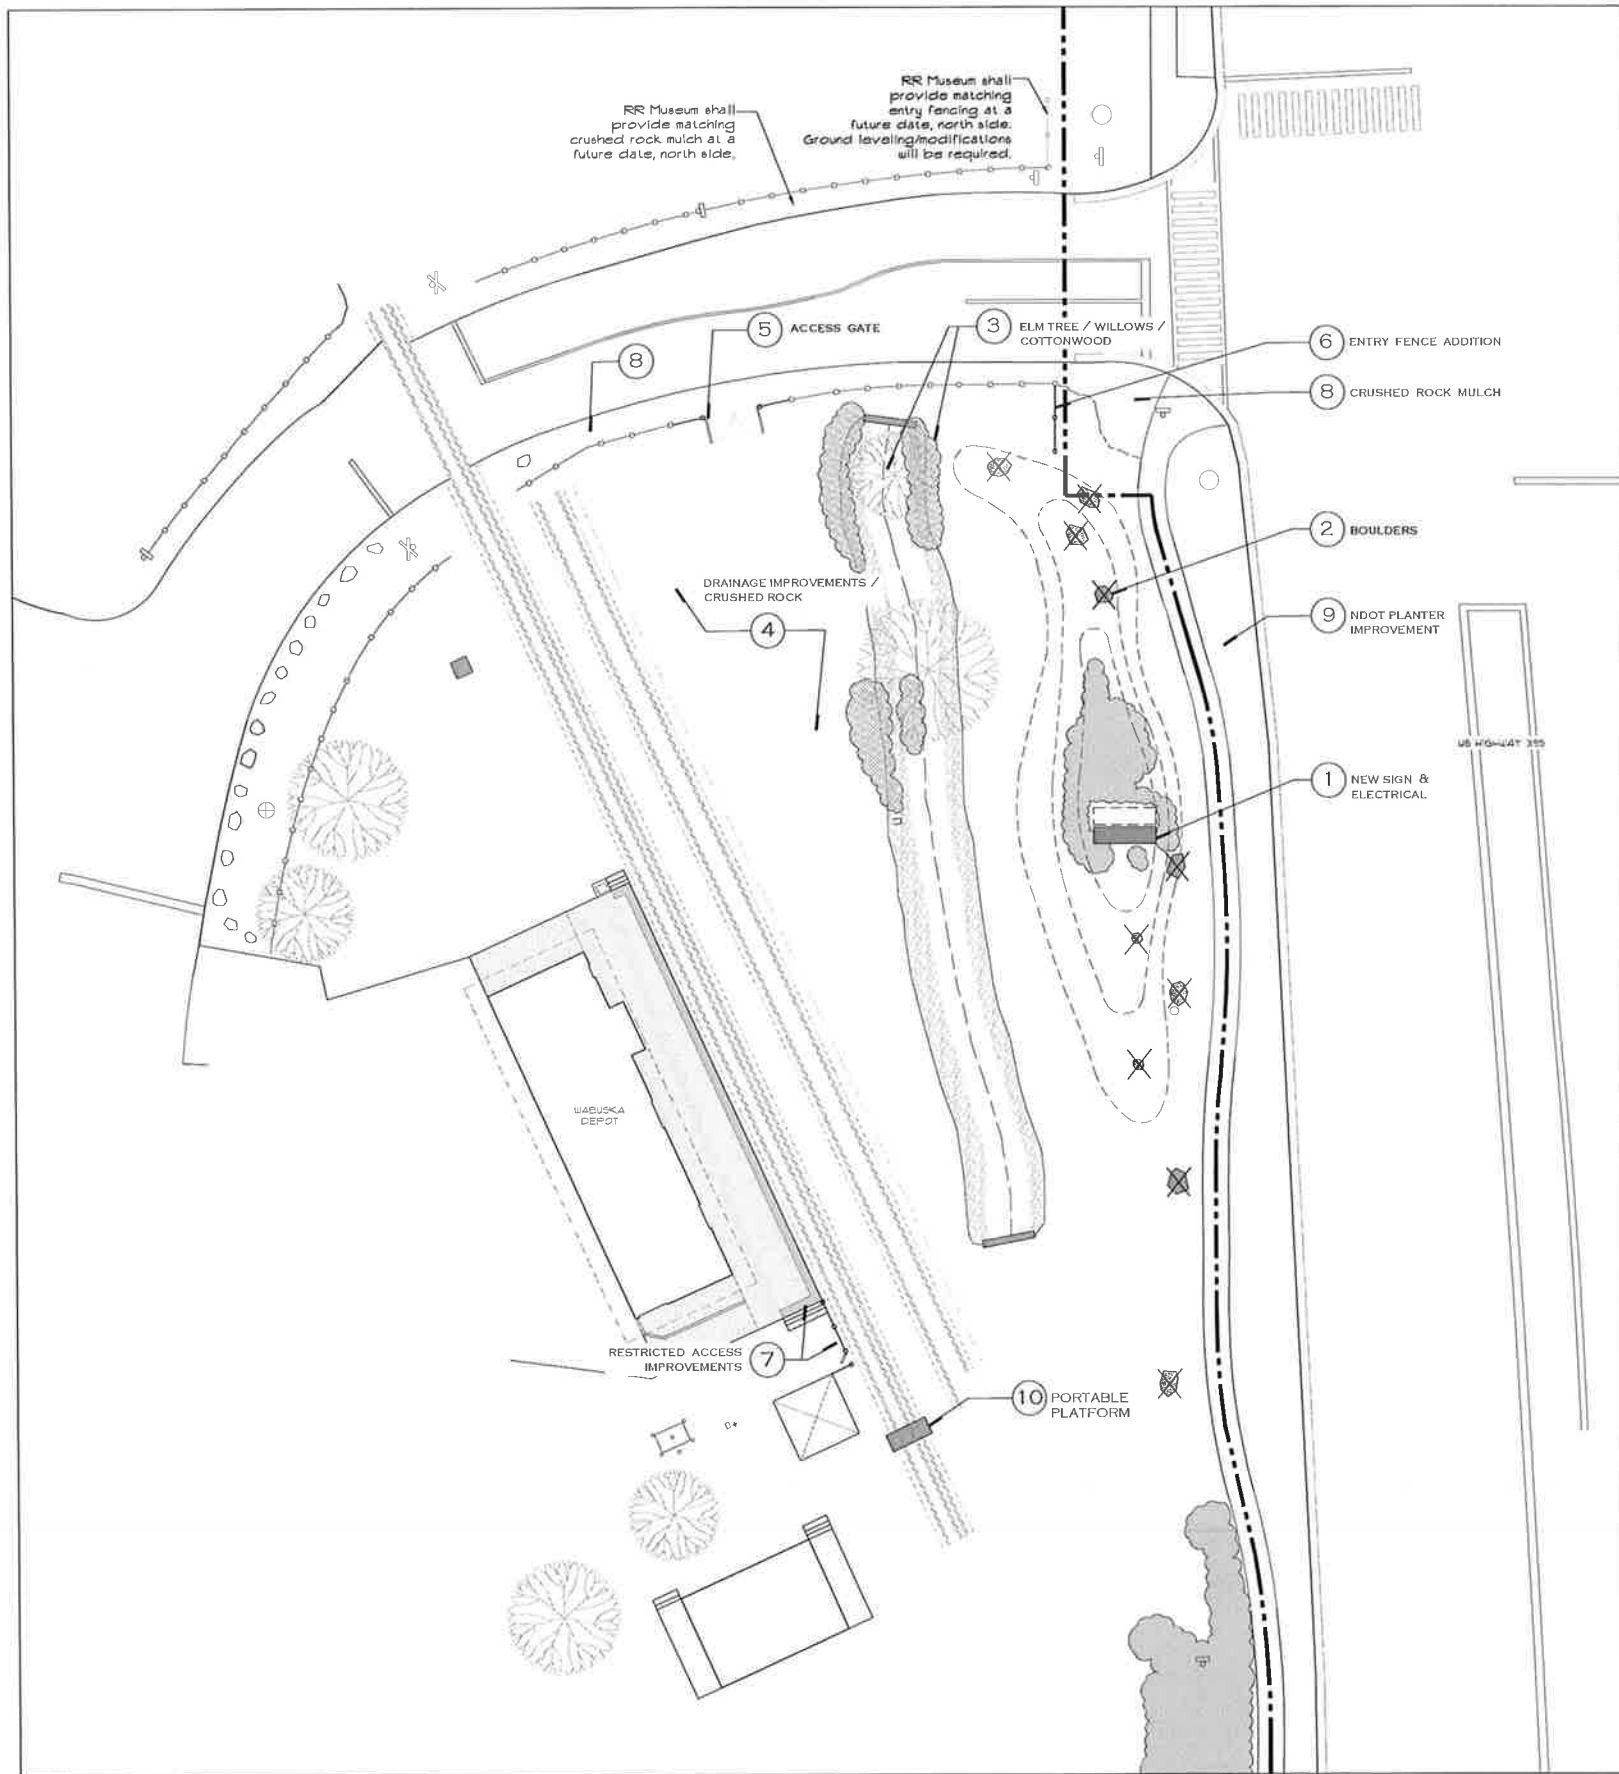 RR Museum shall
provide matching
crushed rock mulch at a
future date, north side.
RR Museum shall
provide matching
entry fencing at a
future date, north side.
Ground leveling/modifications
will be required.
5 ACCESS GATE
3 ELM TREE / WILLOWS /
COTTONWOOD
6 ENTRY FENCE ADDITION
8
8 CRUSHED ROCK MULCH
2 BOULDERS
DRAINAGE IMPROVEMENTS /
CRUSHED ROCK
4
9 NDOT PLANTER
IMPROVEMENT
US HIGHWAY 395
1 NEW SIGN &
ELECTRICAL
WABUSKA
DEPOT
RESTRICTED ACCESS
IMPROVEMENTS
7
10 PORTABLE
PLATFORM